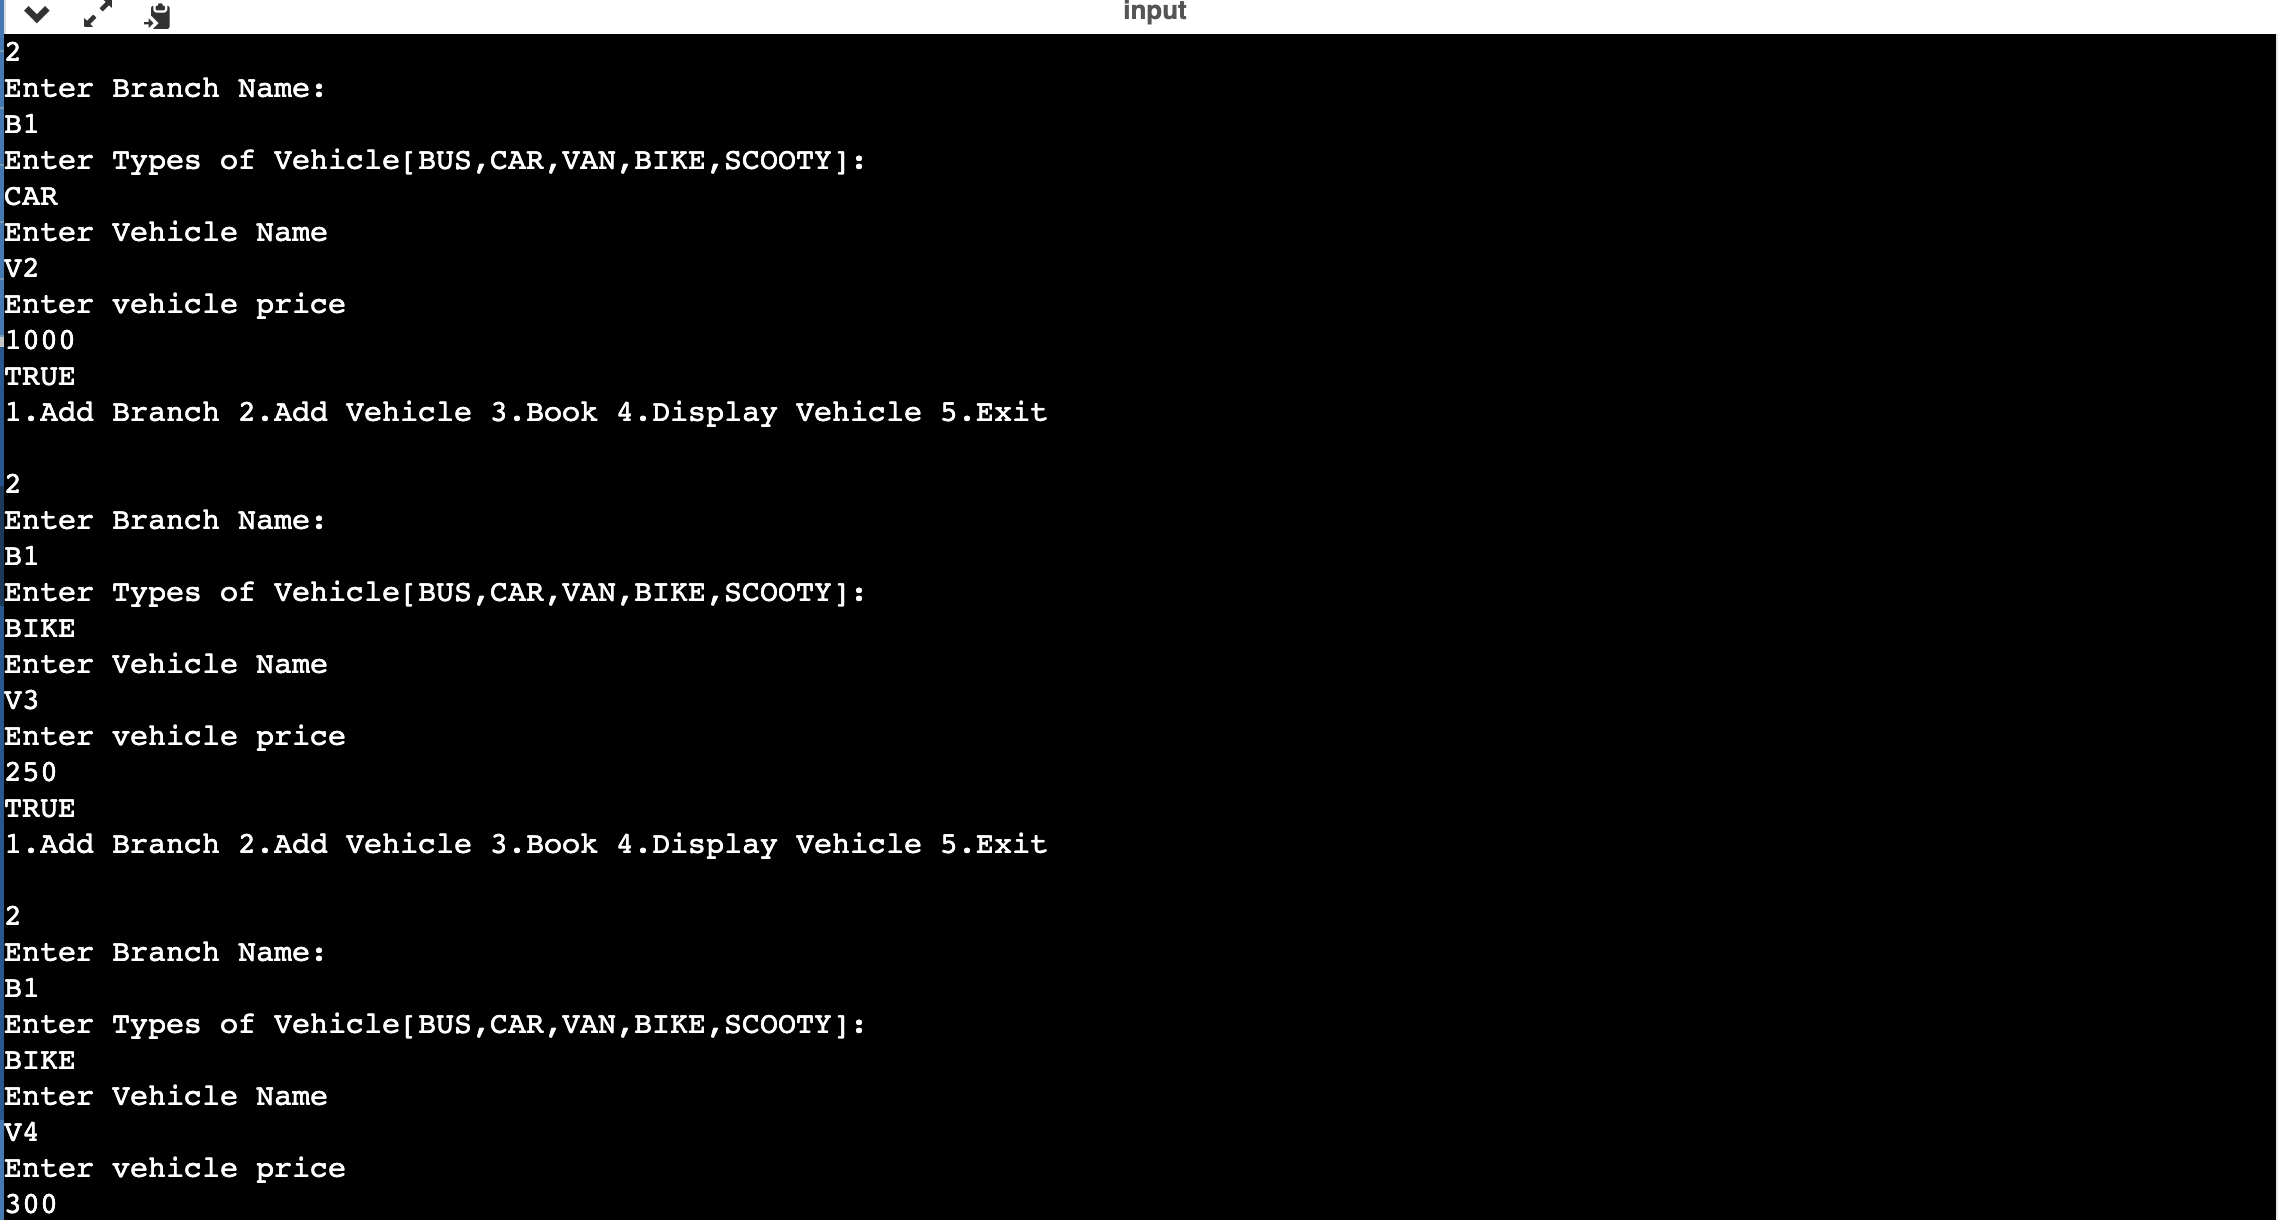 input
2
Enter Branch Name:
B1
Enter Types of Vehicle[BUS,CAR,VAN,BIKE,SCOOTY]:
CAR
Enter Vehicle Name
V2
Enter vehicle price
1000
TRUE
1.Add Branch 2.Add Vehicle 3.Book 4.Display Vehicle 5.Exit
2
Enter Branch Name:
B1
Enter Types of Vehicle[BUS,CAR,VAN,BIKE,SCOOTY]:
BIKE
Enter Vehicle Name
V3
Enter vehicle price
250
TRUE
1.Add Branch 2.Add Vehicle 3.Book 4.Display Vehicle 5.Exit
2
Enter Branch Name:
B1
Enter Types of Vehicle[BUS,CAR,VAN,BIKE,SCOOTY]:
BIKE
Enter Vehicle Name
V4
Enter vehicle price
300